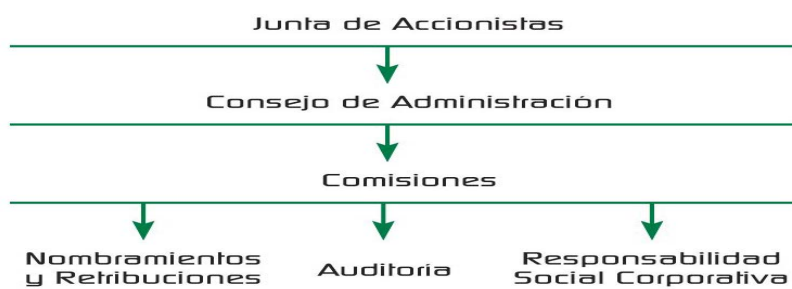 Junta de Accionistas
Consejo de Administración
Comisiones
Nombramientos
y Retribuciones
Auditoria
Responsabilidad
Social Corporativa